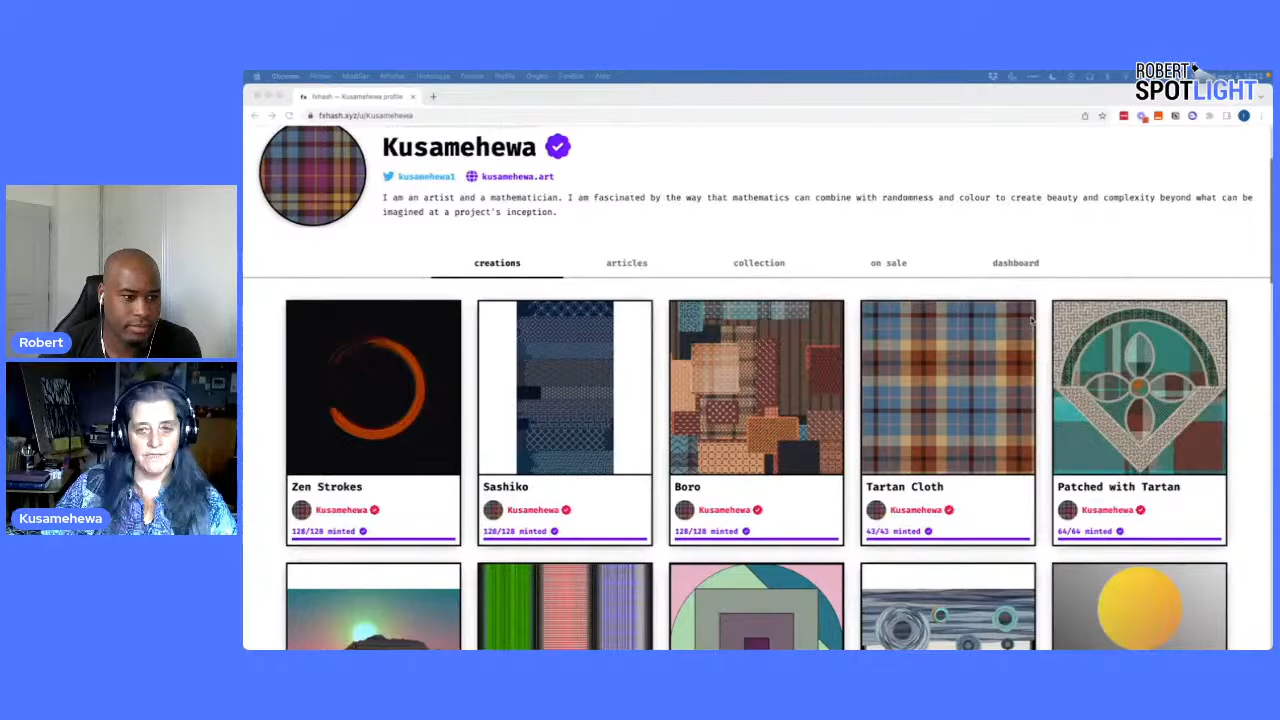 ROBERT
SPOTLIGHT
Chrome
fxhash — Kusamehewa profile
fxhash.xyz/u/Kusamehewa
Kusamehewa
kusamehewa1 kusamehewa.art
I am an artist and a mathematician. I am fascinated by the way that mathematics can combine with randomness and colour to create beauty and complexity beyond what can be
imagined at a project's inception.
creations articles collection on sale dashboard
Robert
Kusamehewa
Zen Strokes Sashiko Boro Tartan Cloth Patched with Tartan
Kusamehewa Kusamehewa Kusamehewa Kusamehewa Kusamehewa
128/128 minted 128/128 minted 128/128 minted 43/43 minted 64/64 minted